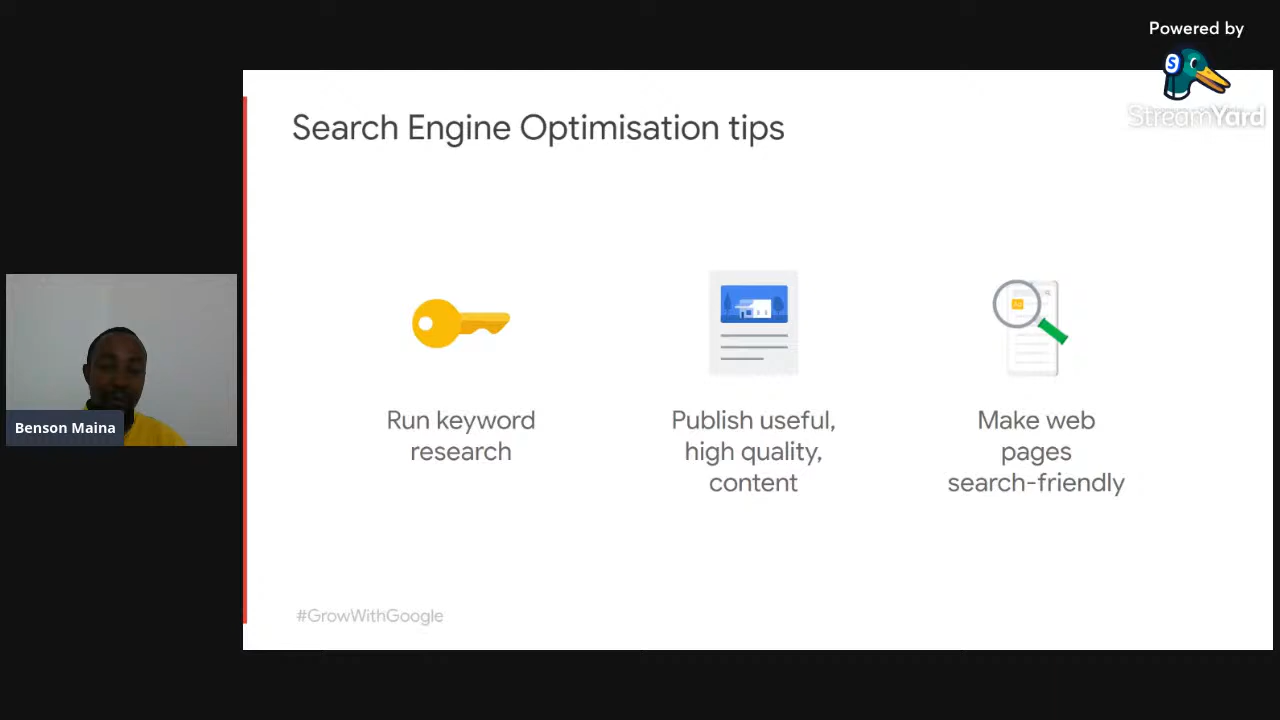 Powered by
StreamYard
Search Engine Optimisation tips
Run keyword
research
Publish useful,
high quality,
content
Make web
pages
search-friendly
Benson Maina
#GrowWithGoogle